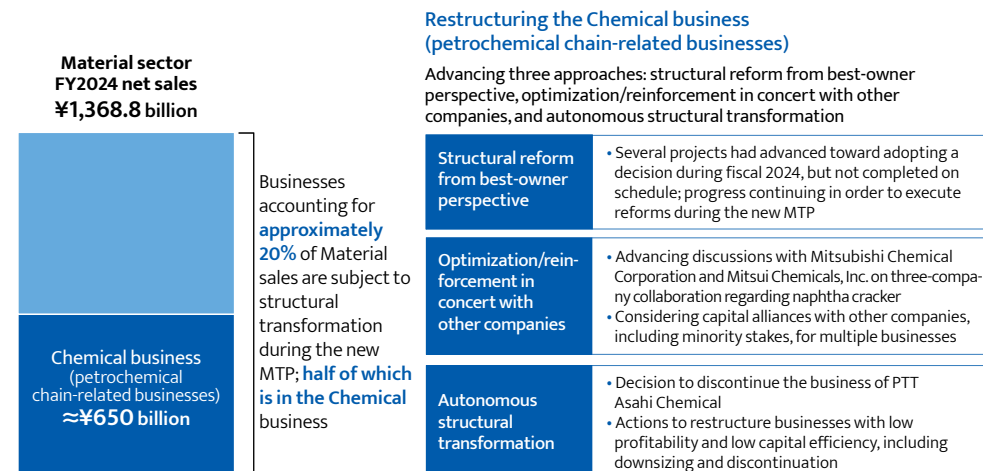 Material sector
FY2024 net sales
¥1,368.8 billion
Chemical business
(petrochemical
chain-related businesses)
≈¥650 billion
Businesses
accounting for
approximately
20% of Material
sales are subject to
structural
transformation
during the new
MTP; half of which
is in the Chemical
business
Restructuring the Chemical business
(petrochemical chain-related businesses)
Advancing three approaches: structural reform from best-owner
perspective, optimization/reinforcement in concert with other
companies, and autonomous structural transformation
Structural reform
from best-owner
perspective
• Several projects had advanced toward adopting a
decision during fiscal 2024, but not completed on
schedule; progress continuing in order to execute
reforms during the new MTP
Optimization/rein-
forcement in
concert with
other companies
• Advancing discussions with Mitsubishi Chemical
Corporation and Mitsui Chemicals, Inc. on three-compa-
ny collaboration regarding naphtha cracker
• Considering capital alliances with other companies,
including minority stakes, for multiple businesses
Autonomous
structural
transformation
• Decision to discontinue the business of PTT
Asahi Chemical
• Actions to restructure businesses with low
profitability and low capital efficiency, including
downsizing and discontinuation